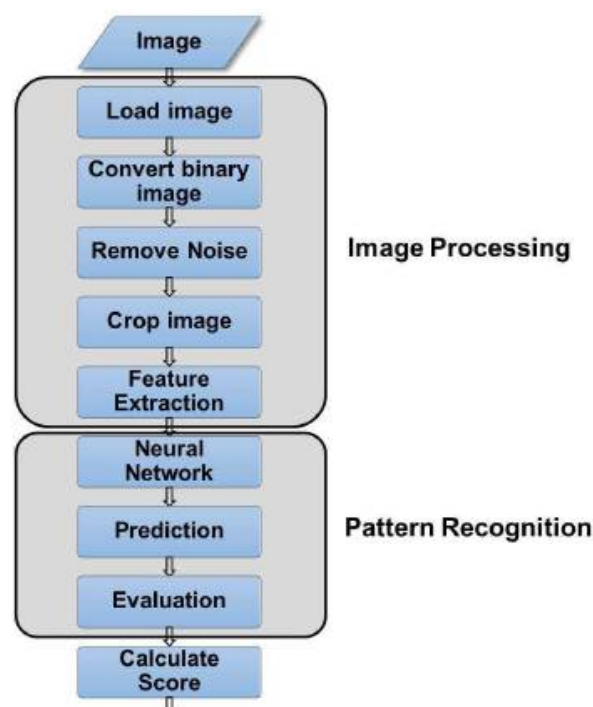 Image
Load image
Convert binary
image
Remove Noise
Image Processing
Crop image
Feature
Extraction
Neural
Network
Prediction
Pattern Recognition
Evaluation
Calculate
Score